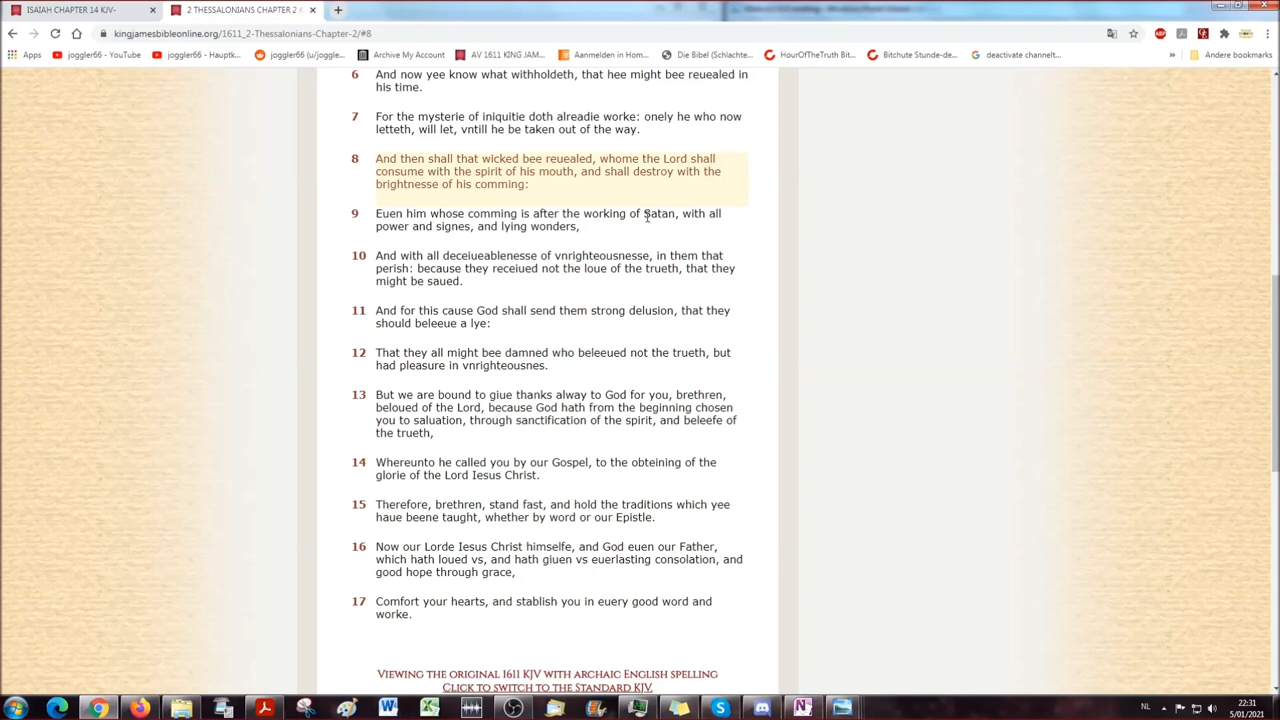 ISAIAH CHAPTER 14 KJV-
2 THESSALONIANS CHAPTER 2 K
kingjamesbibleonline.org/1611_2-Thessalonians-Chapter-2/#8
Apps
joggler66 - YouTube
joggler66 - Hauptk...
joggler66 (u/joggle...
Archive My Account
AV 1611 KING JAM...
Aanmelden in Hom...
Die Bibel (Schlachte...
HourOfTheTruth Bit...
Bitchute Stunde-de...
deactivate channelt...
Andere bookmarks
6 And now yee know what withholdeth, that hee might bee reuealed in
his time.
7 For the mysterie of iniquitie doth alreadie worke: onely he who now
letteth, will let, vntill he be taken out of the way.
8 And then shall that wicked bee reuealed, whome the Lord shall
consume with the spirit of his mouth, and shall destroy with the
brightnesse of his comming:
9 Euen him whose comming is after the working of Satan, with all
power and signes, and lying wonders,
10 And with all deceiueablenesse of vnrighteousnesse, in them that
perish: because they receiued not the loue of the trueth, that they
might be saued.
11 And for this cause God shall send them strong delusion, that they
should beleeue a lye:
12 That they all might bee damned who beleeued not the trueth, but
had pleasure in vnrighteousnes.
13 But we are bound to giue thanks alway to God for you, brethren,
beloued of the Lord, because God hath from the beginning chosen
you to saluation, through sanctification of the spirit, and beleefe of
the trueth,
14 Whereunto he called you by our Gospel, to the obteining of the
glorie of the Lord Iesus Christ.
15 Therefore, brethren, stand fast, and hold the traditions which yee
haue beene taught, whether by word or our Epistle.
16 Now our Lorde Iesus Christ himselfe, and God euen our Father,
which hath loued vs, and hath giuen vs euerlasting consolation, and
good hope through grace,
17 Comfort your hearts, and stablish you in euery good word and
worke.
VIEWING THE ORIGINAL 1611 KJV WITH ARCHAIC ENGLISH SPELLING
CLICK TO SWITCH TO THE STANDARD KJV.
NL
22:31
5/01/2021